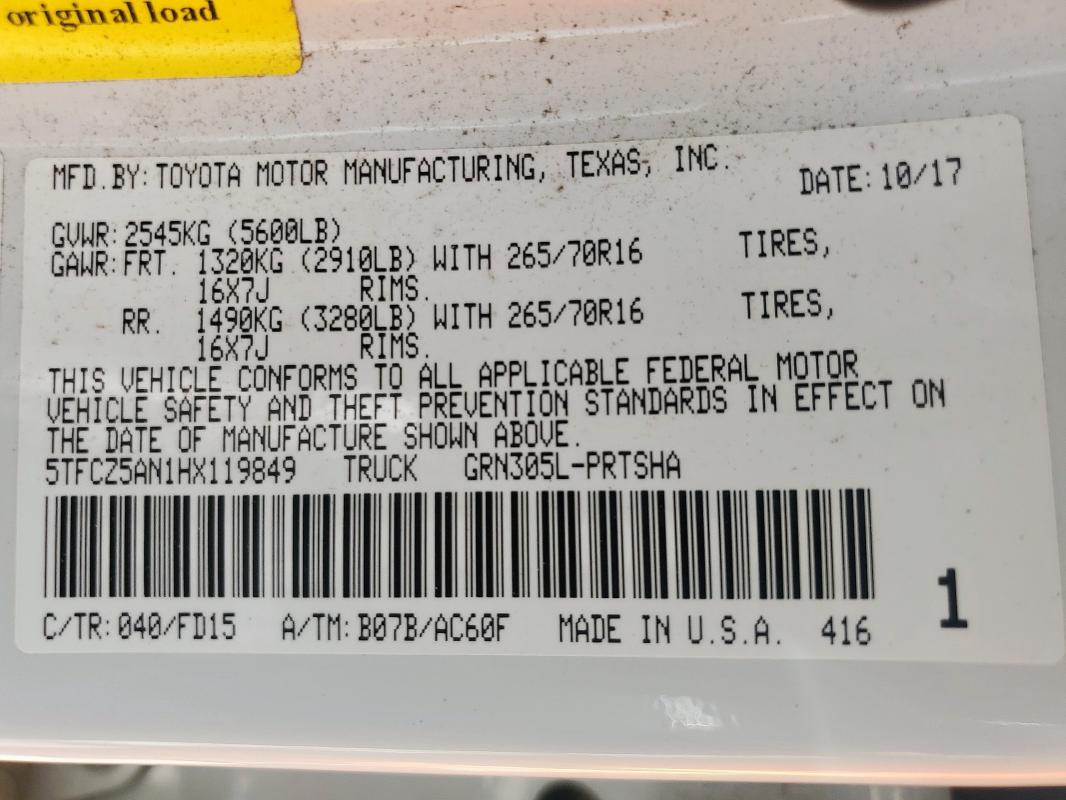 original load
MFD.BY:TOYOTA MOTOR MANUFACTURING, TEXAS, INC.
DATE:10/17
GVWR:2545KG (5600LB)
GAWR:FRT. 1320KG (2910LB) WITH 265/70R16 TIRES,
16X7J RIMS.
RR. 1490KG (3280LB) WITH 265/70R16 TIRES,
16X7J RIMS.
THIS VEHICLE CONFORMS TO ALL APPLICABLE FEDERAL MOTOR
VEHICLE SAFETY AND THEFT PREVENTION STANDARDS IN EFFECT ON
THE DATE OF MANUFACTURE SHOWN ABOVE.
5TFCZ5AN1HX119849 TRUCK GRN305L-PRTSHA
1
C/TR:040/FD15 A/TM:B07B/AC60F MADE IN U.S.A. 416